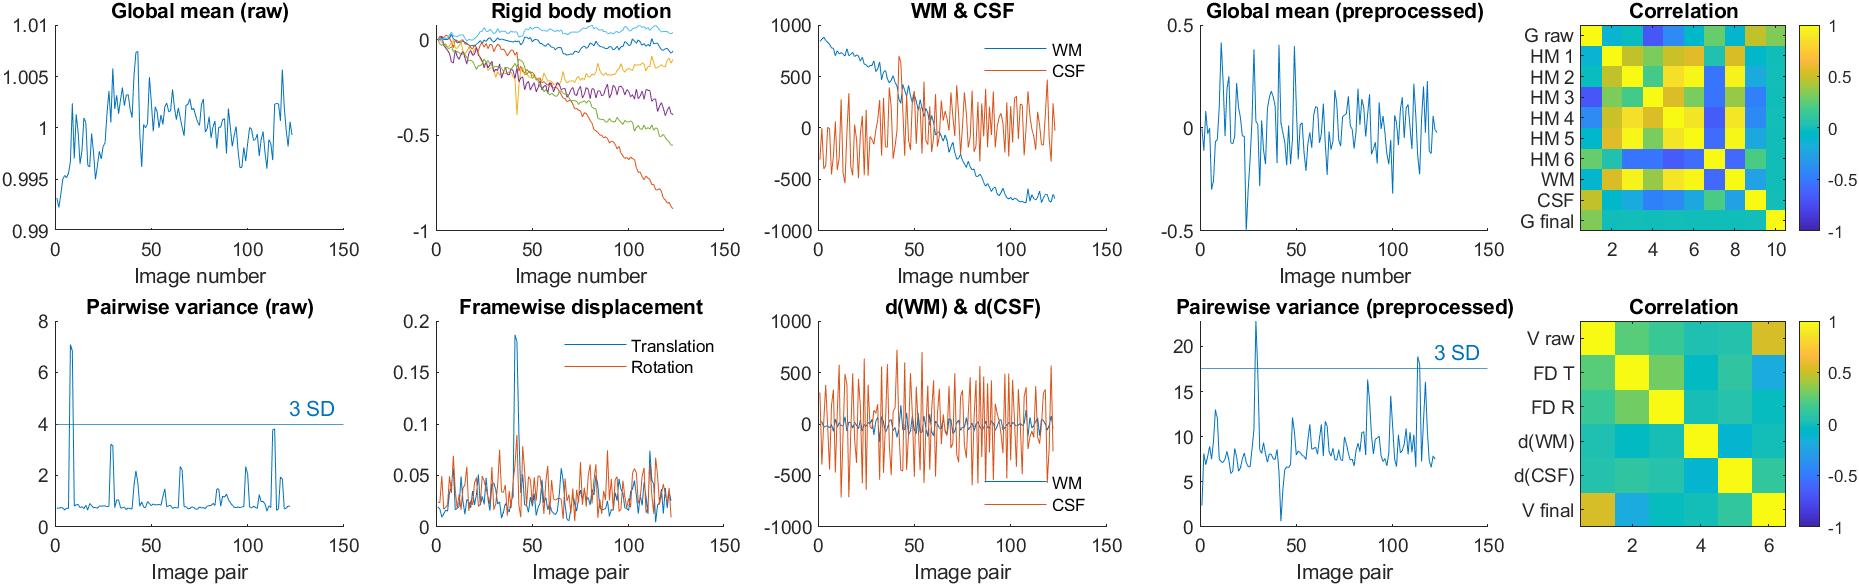 Global mean (raw)
1.01
1.005
1
0.995
0.99
0 50 100 150
Image number
Rigid body motion
0
-0.5
-1
0 50 100 150
Image number
WM & CSF
1000
500
0
-500
-1000
WM
CSF
0 50 100 150
Image number
Global mean (preprocessed)
0.5
0
-0.5
0 50 100 150
Image number
Correlation
G raw
HM 1
HM 2
HM 3
HM 4
HM 5
HM 6
WM
CSF
G final
2 4 6 8 10
1
0.5
0
-0.5
-1
Pairwise variance (raw)
8
6
4
2
0
3 SD
0 50 100 150
Image pair
Framewise displacement
0.2
0.15
0.1
0.05
0
Translation
Rotation
0 50 100 150
Image pair
d(WM) & d(CSF)
1000
500
0
-500
-1000
WM
CSF
0 50 100 150
Image pair
Pairewise variance (preprocessed)
20
15
10
5
0
3 SD
0 50 100 150
Image pair
Correlation
V raw
FD T
FD R
d(WM)
d(CSF)
V final
2 4 6
1
0.5
0
-0.5
-1